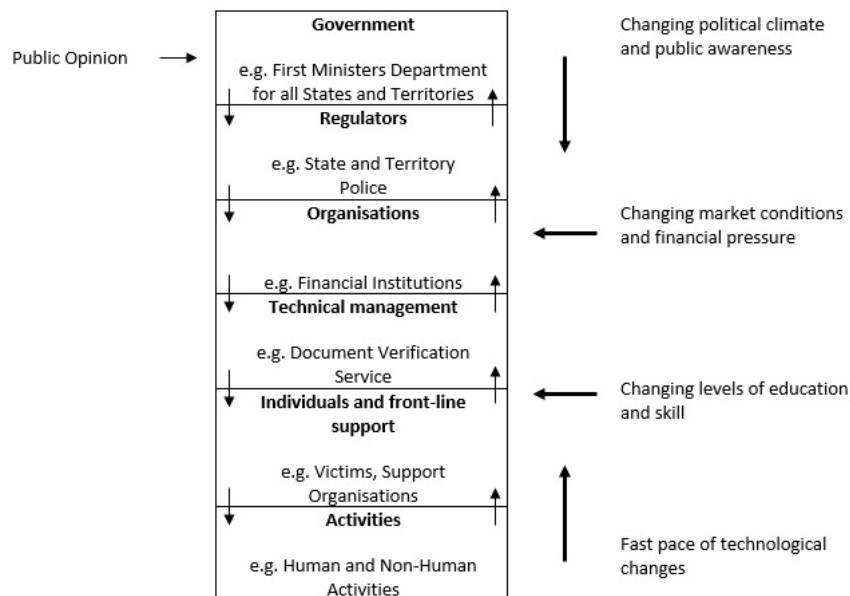 Government
Changing political climate
and public awareness
Public Opinion
e.g. First Ministers Department
for all States and Territories
Regulators
e.g. State and Territory
Police
Organisations
Changing market conditions
and financial pressure
e.g. Financial Institutions
Technical management
e.g. Document Verification
Service
Changing levels of education
and skill
Individuals and front-line
support
e.g. Victims, Support
Organisations
Activities
Fast pace of technological
changes
e.g. Human and Non-Human
Activities